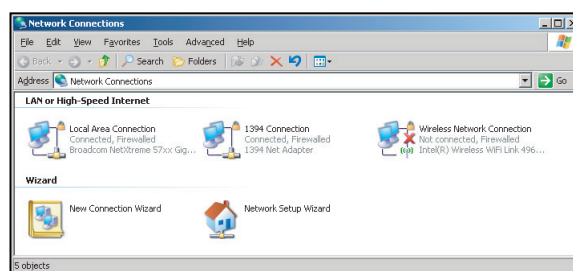 Network Connections
File Edit View Favorites Tools Advanced Help
Back Search Folders
Address Network Connections Go
LAN or High-Speed Internet
Local Area Connection
Connected, Firewalled
Broadcom NetXtreme 57xx Gig...
1394 Connection
Connected, Firewalled
1394 Net Adapter
Wireless Network Connection
Not connected, Firewalled
Intel(R) Wireless WiFi Link 496...
Wizard
New Connection Wizard
Network Setup Wizard
5 objects